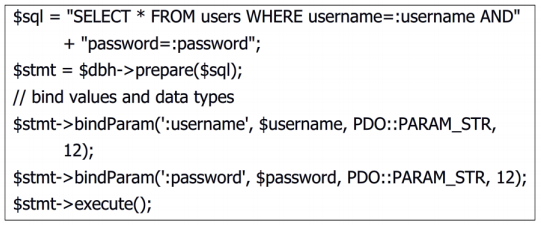 $sql = "SELECT * FROM users WHERE username=:username AND"
+ "password=:password";
$stmt = $dbh->prepare($sql);
// bind values and data types
$stmt->bindParam(':username', $username, PDO::PARAM_STR,
12);
$stmt->bindParam(':password', $password, PDO::PARAM_STR, 12);
$stmt->execute();